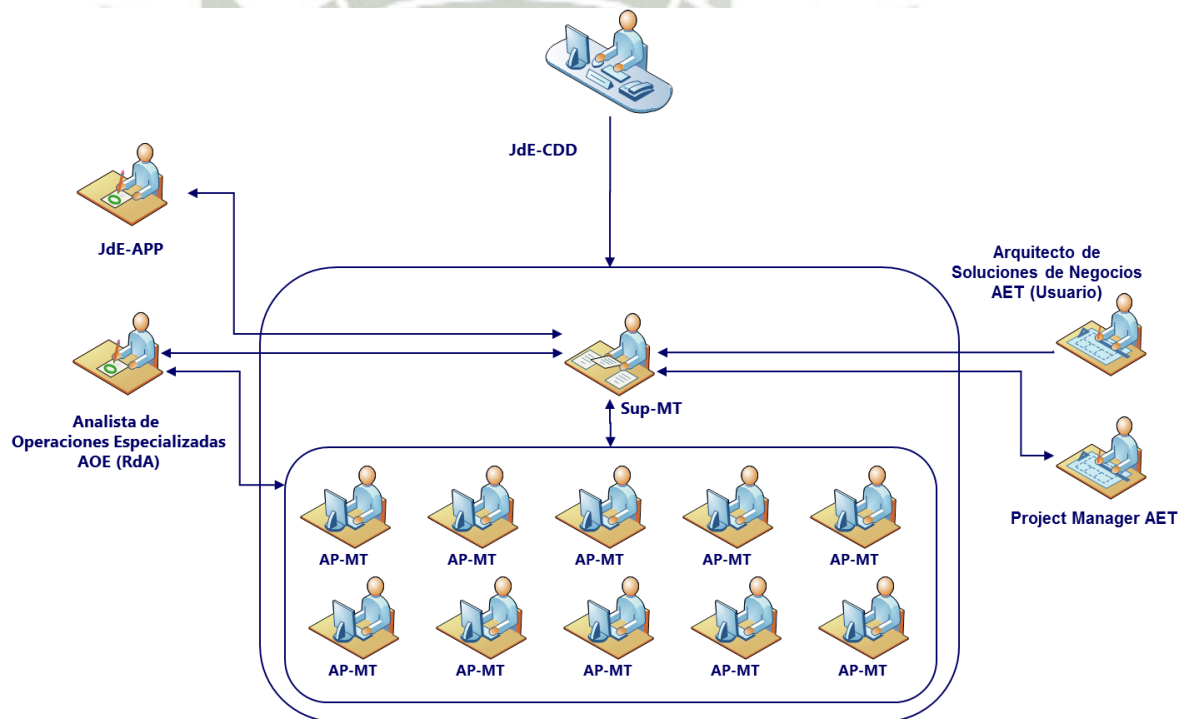 JdE-CDD
JdE-APP
Arquitecto de
Soluciones de Negocios
AET (Usuario)
Sup-MT
Analista de
Operaciones Especializadas
AOE (RdA)
Project Manager AET
AP-MT
AP-MT
AP-MT
AP-MT
AP-MT
AP-MT
AP-MT
AP-MT
AP-MT
AP-MT